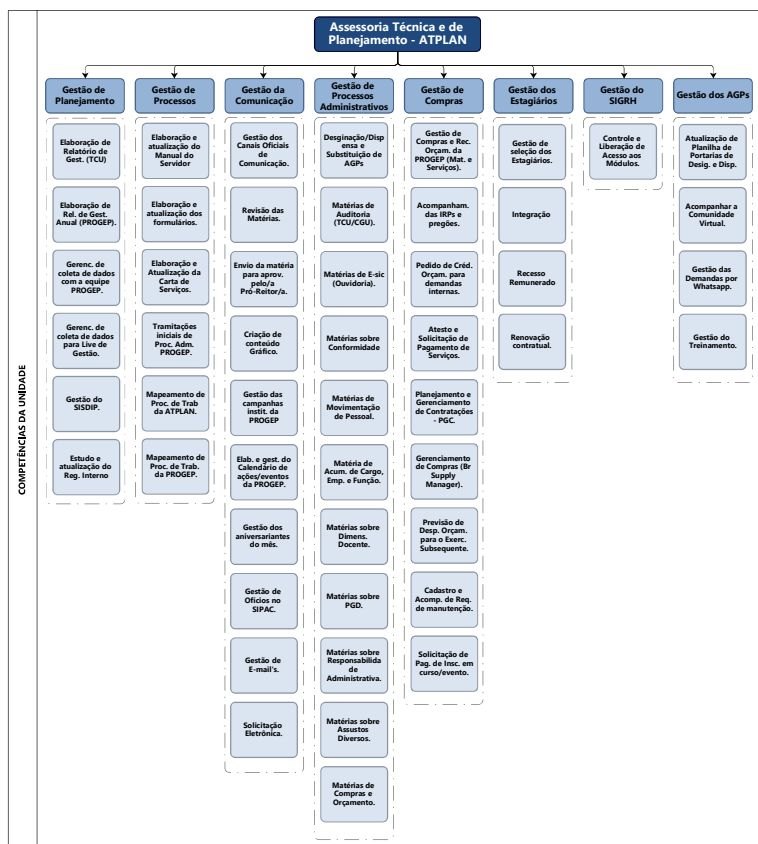 Assessoria Técnica e de
Planejamento - ATPLAN
COMPETÊNCIAS DA UNIDADE
Gestão de
Planejamento
Elaboração de
Relatório de
Gest. (TCU)
Elaboração de
Rel. de Gest.
Anual (PROGEP).
Gerenc. de
coleta de dados
com a equipe
PROGEP.
Gerenc. de
coleta de dados
para Live de
Gestão.
Gestão do
SISDIP.
Estudo e
atualização do
Reg. Interno
Gestão de
Processos
Elaboração e
atualização do
Manual do
Servidor
Elaboração e
atualização dos
formulários.
Elaboração e
Atualização da
Carta de
Serviços.
Tramitações
iniciais de
Proc. Adm.
PROGEP.
Mapeamento de
Proc. de Trab
da ATPLAN.
Mapeamento de
Proc. de Trab.
da PROGEP.
Gestão da
Comunicação
Gestão dos
Canais Oficiais
de
Comunicação.
Revisão das
Matérias.
Envio da matéria
para aprov.
pelo/a
Pró-Reitor/a.
Criação de
conteúdo
Gráfico.
Gestão das
campanhas
instit. da
PROGEP
Elab. e gest. do
Calendário de
ações/eventos
da PROGEP.
Gestão dos
aniversariantes
do mês.
Gestão de
Ofícios no
SIPAC.
Gestão de
E-mail's.
Solicitação
Eletrônica.
Gestão de
Processos
Administrativos
Desginação/Disp
ensa e
Substituição de
AGPs
Matérias de
Auditoria
(TCU/CGU).
Matérias de E-sic
(Ouvidoria).
Matérias sobre
Conformidade
Matérias de
Movimentação
de Pessoal.
Matéria de
Acum. de Cargo,
Emp. e Função.
Matérias sobre
Dimens.
Docente.
Matérias sobre
PGD.
Matérias sobre
Responsabilida
de
Administrativa.
Matérias sobre
Assustos
Diversos.
Matérias de
Compras e
Orçamento.
Gestão de
Compras
Gestão de
Compras e Rec.
Orçam. da
PROGEP (Mat. e
Serviços).
Acompanham.
das IRPs e
pregões.
Pedido de Créd.
Orçam. para
demandas
internas.
Atesto e
Solicitação de
Pagamento de
Serviços.
Planejamento e
Gerenciamento
de Contratações
- PGC.
Gerenciamento
de Compras (Br
Supply
Manager).
Previsão de
Desp. Orçam.
para o Exerc.
Subsequente.
Cadastro e
Acomp. de Req.
de manutenção.
Solicitação de
Pag. de Insc. em
curso/evento.
Gestão dos
Estagiários
Gestão de
seleção dos
Estagiários.
Integração
Recesso
Remunerado
Renovação
contratual.
Gestão do
SIGRH
Controle e
Liberação de
Acesso aos
Módulos.
Gestão dos AGPs
Atualização de
Planilha de
Portarias de
Desig. e Disp.
Acompanhar a
Comunidade
Virtual.
Gestão das
Demandas por
Whatsapp.
Gestão do
Treinamento.